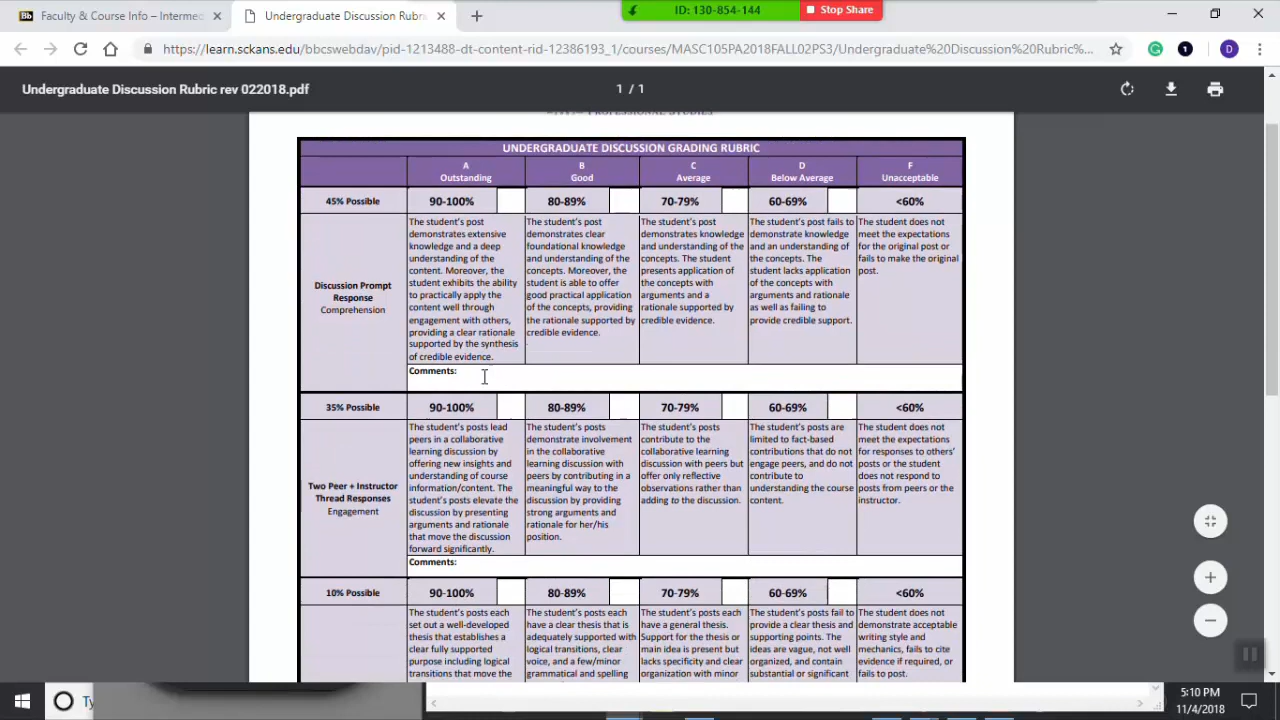 Faculty & Course Info – Intermed
Undergraduate Discussion Rubri
ID: 130-854-144
Stop Share
https://learn.sckans.edu/bbcswebdav/pid-1213488-dt-content-rid-12386193_1/courses/MASC105PA2018FALL02PS3/Undergraduate%20Discussion%20Rubric%...
Undergraduate Discussion Rubric rev 022018.pdf
1 / 1
PROFESSIONAL STUDIES
UNDERGRADUATE DISCUSSION GRADING RUBRIC
A
Outstanding
B
Good
C
Average
D
Below Average
F
Unacceptable
45% Possible
90-100%
80-89%
70-79%
60-69%
<60%
Discussion Prompt
Response
Comprehension
The student's post
demonstrates extensive
knowledge and a deep
understanding of the
content. Moreover, the
student exhibits the ability
to practically apply the
content well through
engagement with others,
providing a clear rationale
supported by the synthesis
of credible evidence.
The student's post
demonstrates clear
foundational knowledge
and understanding of the
concepts. Moreover, the
student is able to offer
good practical application
of the concepts, providing
the rationale supported by
credible evidence.
The student's post
demonstrates knowledge
and understanding of the
concepts. The student
presents application of
the concepts with
arguments and a
rationale supported by
credible evidence.
The student's post fails to
demonstrate knowledge
and an understanding of
the concepts. The
student lacks application
of the concepts with
arguments and rationale
as well as failing to
provide credible support.
The student does not
meet the expectations
for the original post or
fails to make the original
post.
Comments:
35% Possible
90-100%
80-89%
70-79%
60-69%
<60%
Two Peer + Instructor
Thread Responses
Engagement
The student's posts lead
peers in a collaborative
learning discussion by
offering new insights and
understanding of course
information/content. The
student's posts elevate the
discussion by presenting
arguments and rationale
that move the discussion
forward significantly.
The student's posts
demonstrate involvement
in the collaborative
learning discussion with
peers by contributing in a
meaningful way to the
discussion by providing
strong arguments and
rationale for her/his
position.
The student's posts
contribute to the
collaborative learning
discussion with peers but
offer only reflective
observations rather than
adding to the discussion.
The student's posts are
limited to fact-based
contributions that do not
engage peers, and do not
contribute to
understanding the course
content.
The student does not
meet the expectations
for responses to others'
posts or the student
does not respond to
posts from peers or the
instructor.
Comments:
10% Possible
90-100%
80-89%
70-79%
60-69%
<60%
The student's posts each
set out a well-developed
thesis that establishes a
clear fully supported
purpose including logical
transitions that move the
The student's posts each
have a clear thesis that is
adequately supported with
logical transitions, clear
voice, and a few/minor
grammatical and spelling
The student's posts each
have a general thesis.
Support for the thesis or
main idea is present but
lacks specificity and clear
organization with minor
The student's posts fail to
provide a clear thesis and
supporting points. The
ideas are vague, not well
organized, and contain
substantial or significant
The student does not
demonstrate acceptable
writing style and
mechanics, fails to cite
evidence if required, or
fails to post.
Ty
5:10 PM
11/4/2018